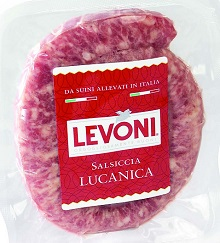 DA SUINI ALLEVATI IN ITALIA
LEVONI
SALSICCIA
LUCANICA